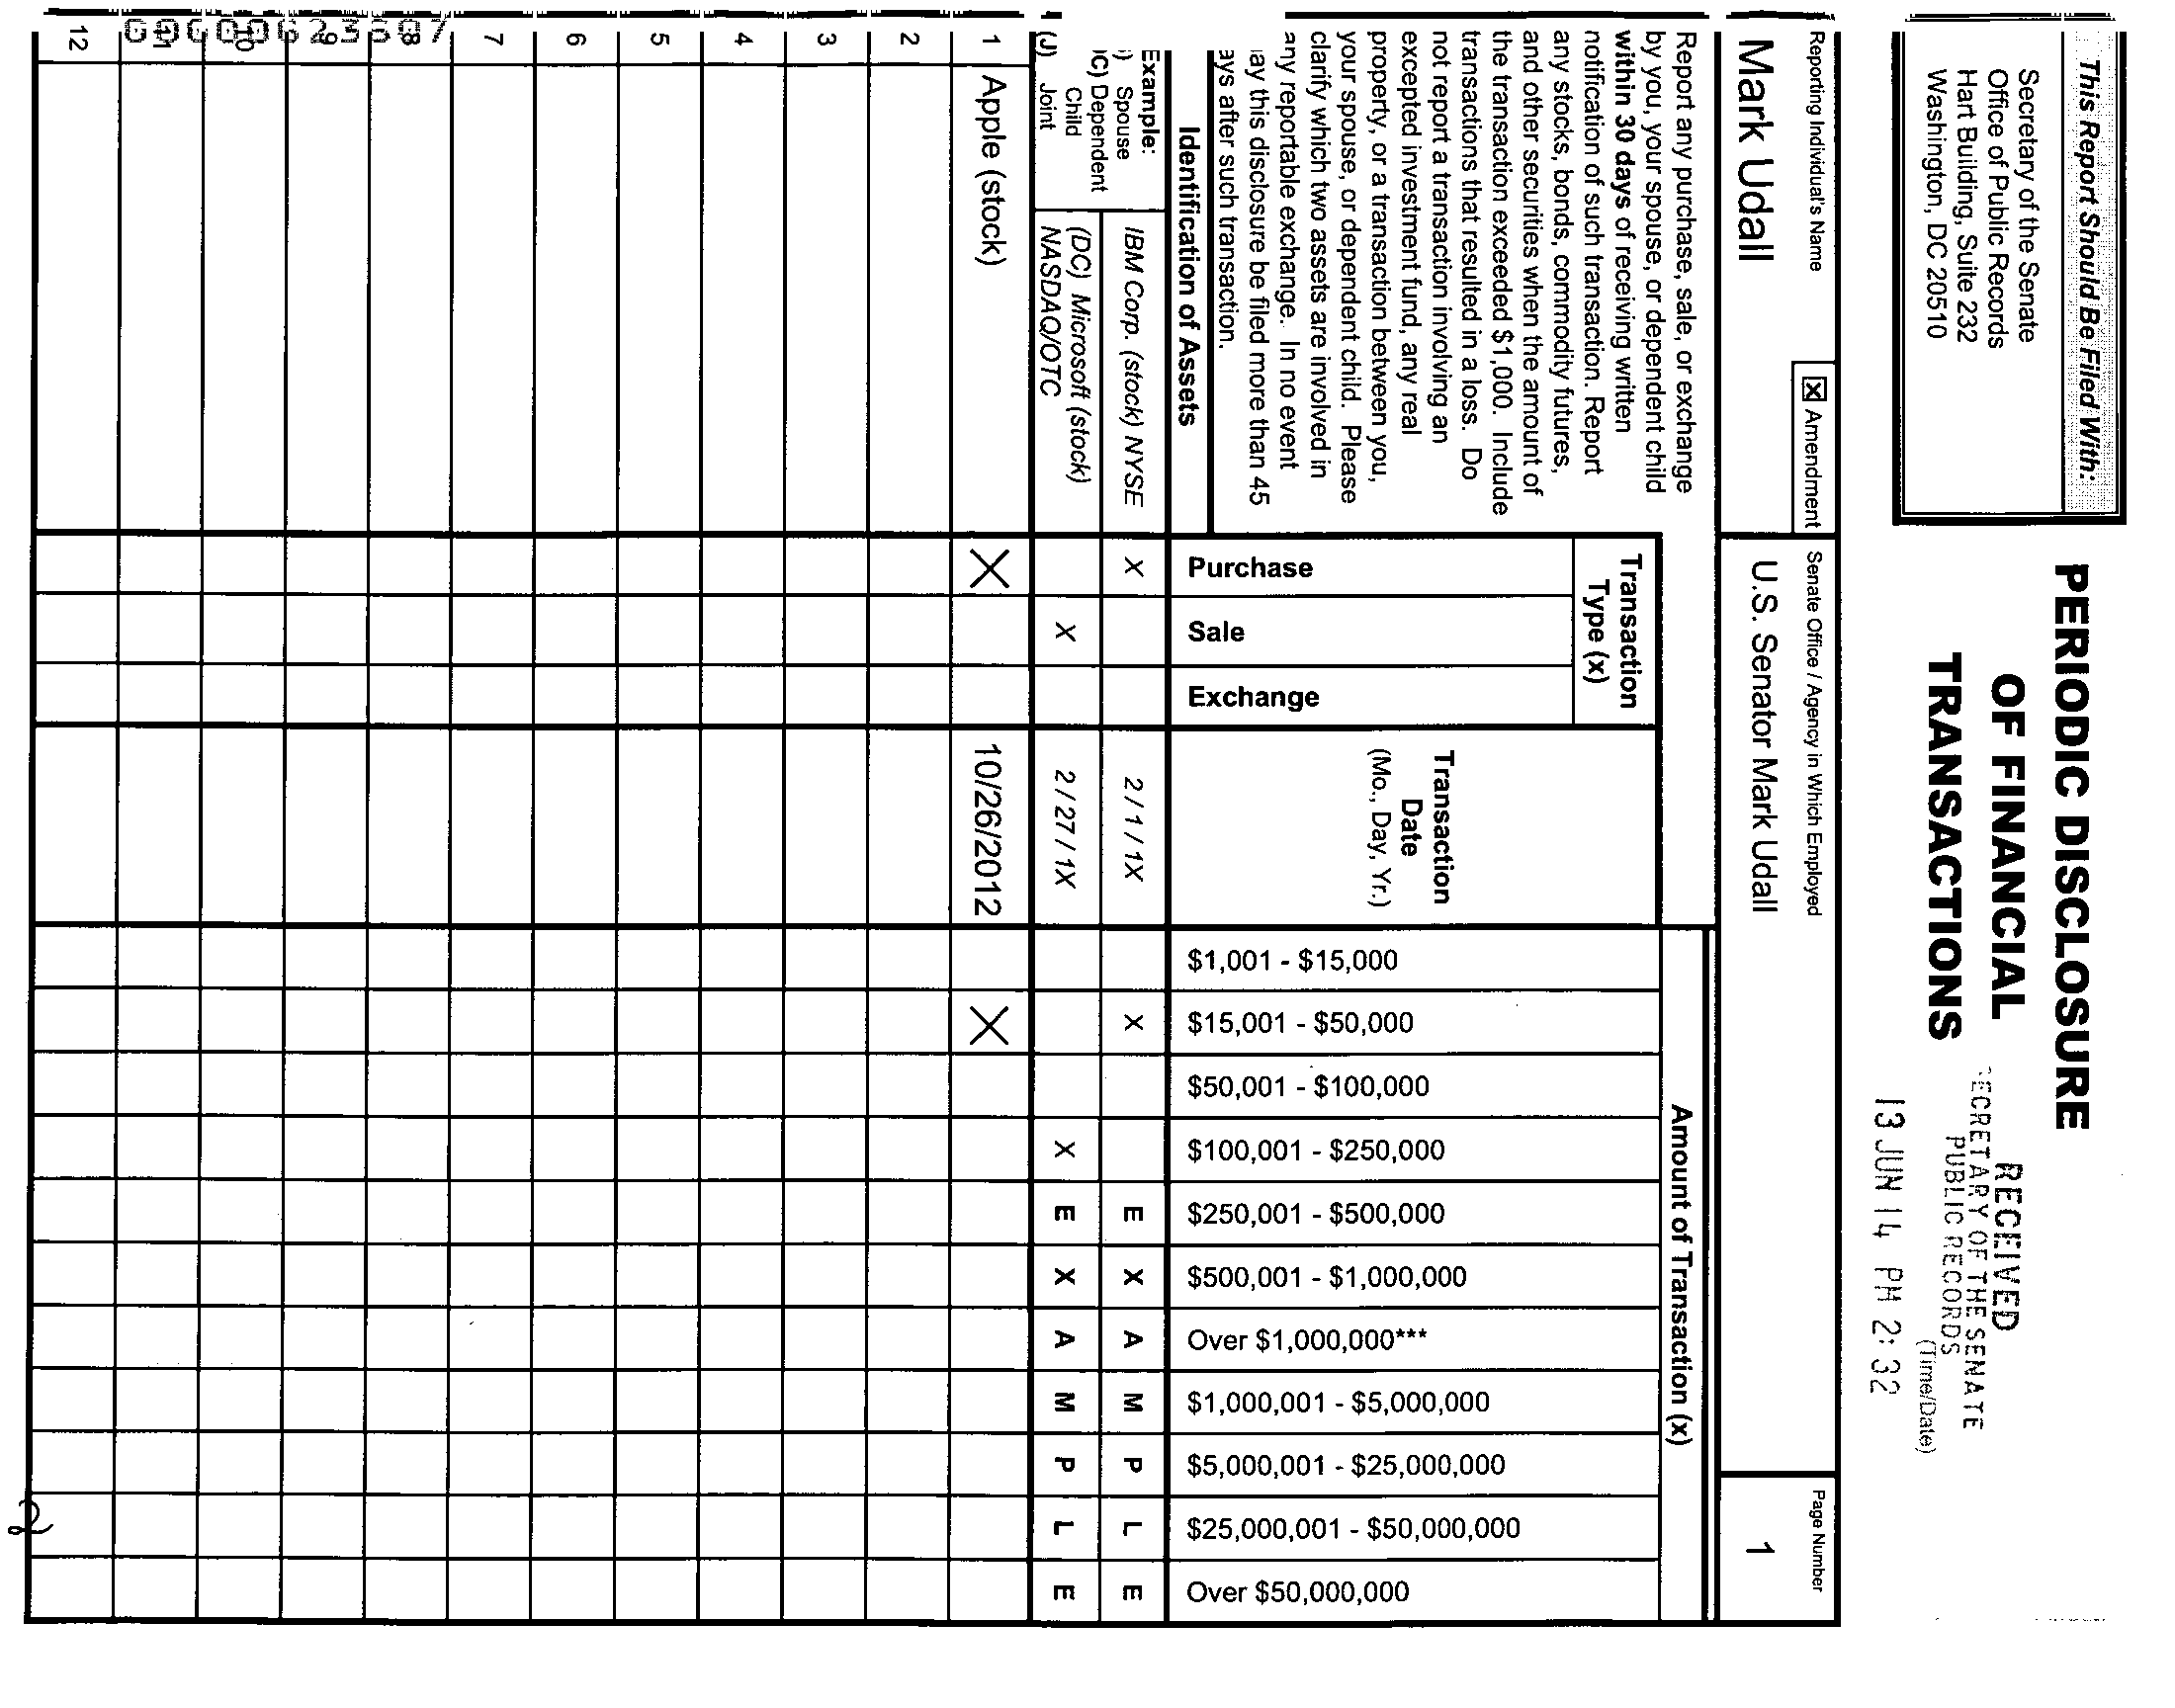 This Report Should Be Filed With:
Secretary of the Senate
Office of Public Records
Hart Building, Suite 232
Washington, DC 20510
PERIODIC DISCLOSURE
OF FINANCIAL
TRANSACTIONS
RECEIVED
ECRETARY OF THE SENATE
PUBLIC RECORDS
(Time/Date)
13 JUN 14 PM 2:32
Reporting Individual's Name
Mark Udall
X Amendment
Senate Office / Agency in Which Employed
U.S. Senator Mark Udall
Page Number
1
Report any purchase, sale, or exchange
by you, your spouse, or dependent child
within 30 days of receiving written
notification of such transaction. Report
any stocks, bonds, commodity futures,
and other securities when the amount of
the transaction exceeded $1,000. Include
transactions that resulted in a loss. Do
not report a transaction involving an
excepted investment fund, any real
property, or a transaction between you,
your spouse, or dependent child. Please
clarify which two assets are involved in
any reportable exchange. In no event
ay this disclosure be filed more than 45
ays after such transaction.
Identification of Assets
Transaction
Type (x)
Purchase
Sale
Exchange
Transaction
Date
(Mo., Day, Yr.)
Amount of Transaction (x)
$1,001 - $15,000
$15,001 - $50,000
$50,001 - $100,000
$100,001 - $250,000
$250,001 - $500,000
$500,001 - $1,000,000
Over $1,000,000***
$1,000,001 - $5,000,000
$5,000,001 - $25,000,000
$25,000,001 - $50,000,000
Over $50,000,000
Example:
) Spouse
C) Dependent
Child
(J) Joint
IBM Corp. (stock) NYSE X 2 / 1 / 1X X E X A M P L E
(DC) Microsoft (stock)
NASDAQ/OTC X 2 / 27 / 1X X E X A M P L E
1 Apple (stock) X 10/26/2012 X
2
3
4
5
6
7
8
9
10
11
12